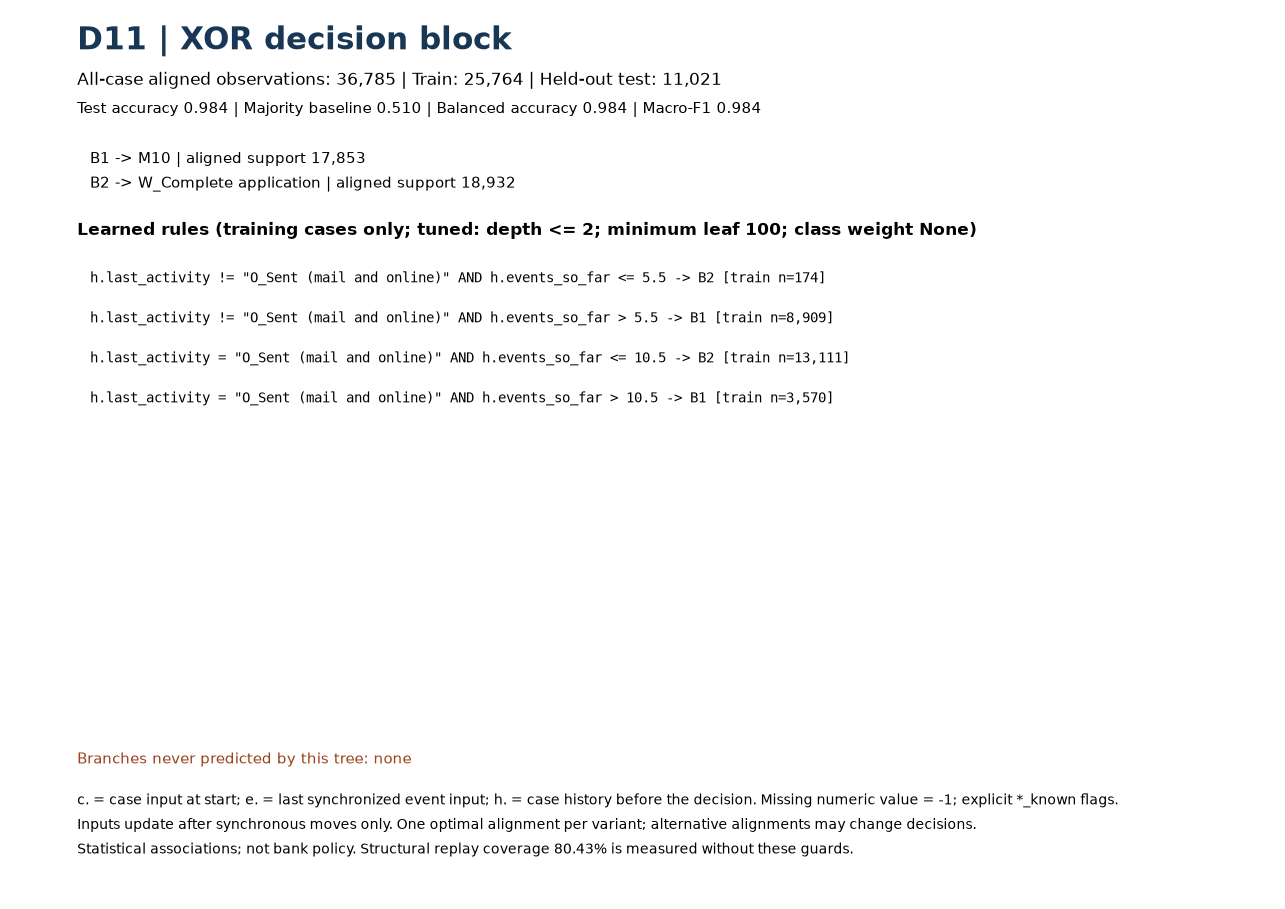 D11 | XOR decision block
All-case aligned observations: 36,785 | Train: 25,764 | Held-out test: 11,021
Test accuracy 0.984 | Majority baseline 0.510 | Balanced accuracy 0.984 | Macro-F1 0.984
B1 -> M10 | aligned support 17,853
B2 -> W_Complete application | aligned support 18,932
Learned rules (training cases only; tuned: depth <= 2; minimum leaf 100; class weight None)
h.last_activity != "O_Sent (mail and online)" AND h.events_so_far <= 5.5 -> B2 [train n=174]
h.last_activity != "O_Sent (mail and online)" AND h.events_so_far > 5.5 -> B1 [train n=8,909]
h.last_activity = "O_Sent (mail and online)" AND h.events_so_far <= 10.5 -> B2 [train n=13,111]
h.last_activity = "O_Sent (mail and online)" AND h.events_so_far > 10.5 -> B1 [train n=3,570]
Branches never predicted by this tree: none
c. = case input at start; e. = last synchronized event input; h. = case history before the decision. Missing numeric value = -1; explicit *_known flags.
Inputs update after synchronous moves only. One optimal alignment per variant; alternative alignments may change decisions.
Statistical associations; not bank policy. Structural replay coverage 80.43% is measured without these guards.